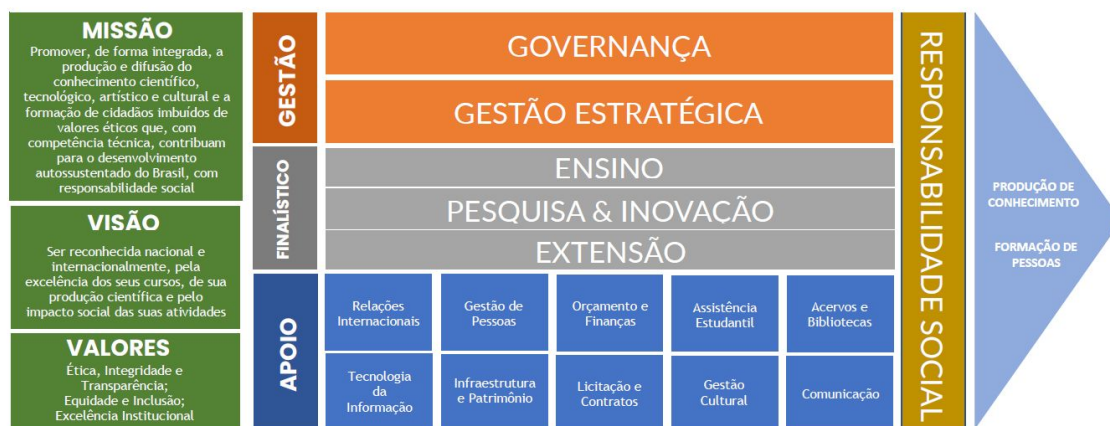 MISSÃO
Promover, de forma integrada, a
produção e difusão do
conhecimento científico,
tecnológico, artístico e cultural e a
formação de cidadãos imbuídos de
valores éticos que, com
competência técnica, contribuam
para o desenvolvimento
autossustentado do Brasil, com
responsabilidade social
VISÃO
Ser reconhecida nacional e
internacionalmente, pela
excelência dos seus cursos, de sua
produção científica e pelo
impacto social das suas atividades
VALORES
Ética, Integridade e
Transparência;
Equidade e Inclusão;
Excelência Institucional
GESTÃO
GOVERNANÇA
GESTÃO ESTRATÉGICA
FINALÍSTICO
ENSINO
PESQUISA & INOVAÇÃO
EXTENSÃO
APOIO
Relações
Internacionais
Gestão de
Pessoas
Orçamento e
Finanças
Assistência
Estudantil
Acervos e
Bibliotecas
Tecnologia
da
Informação
Infraestrutura
e Patrimônio
Licitação e
Contratos
Gestão
Cultural
Comunicação
RESPONSABILIDADE SOCIAL
PRODUÇÃO DE
CONHECIMENTO
FORMAÇÃO DE
PESSOAS